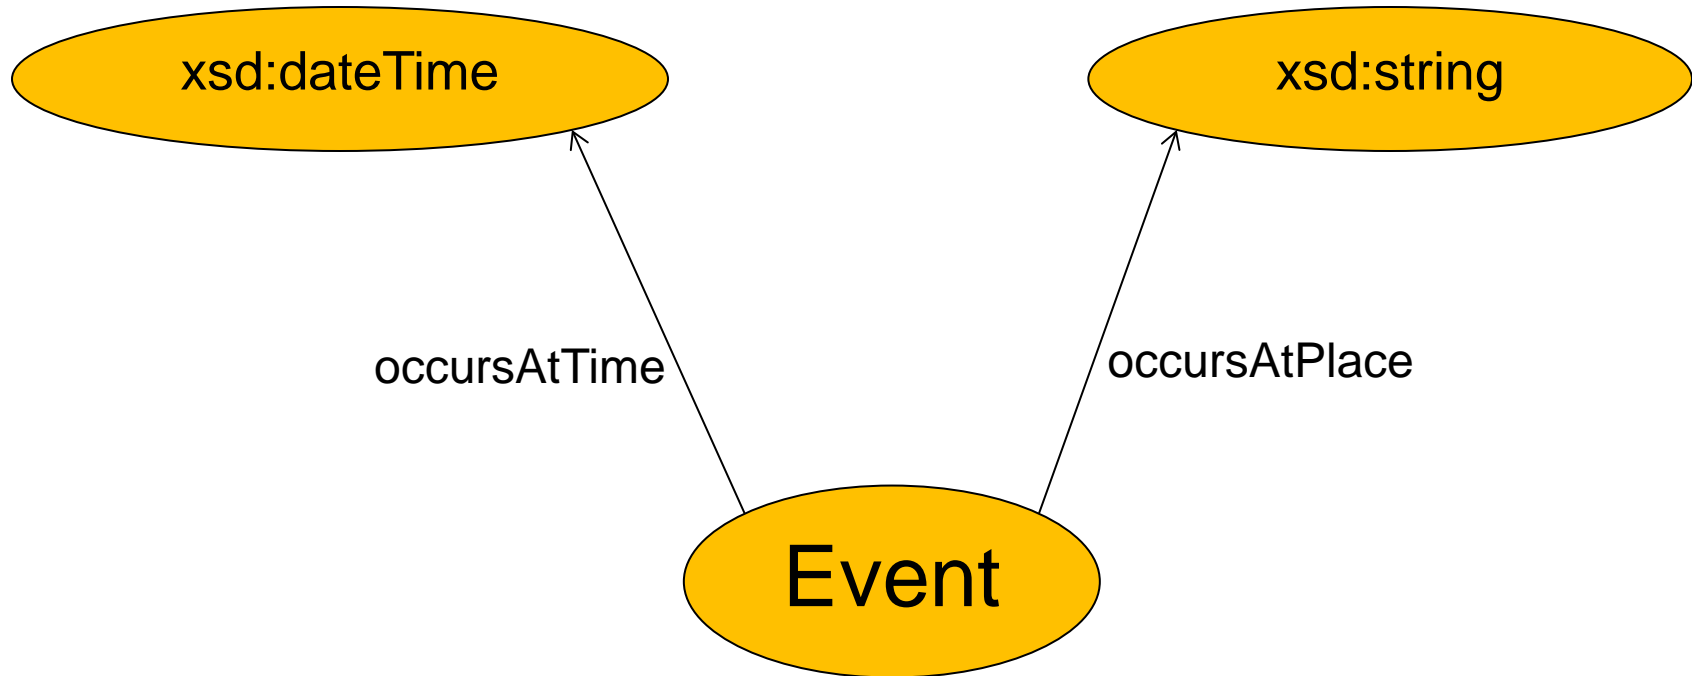 xsd:dateTime
xsd:string
occursAtTime
occursAtPlace
Event